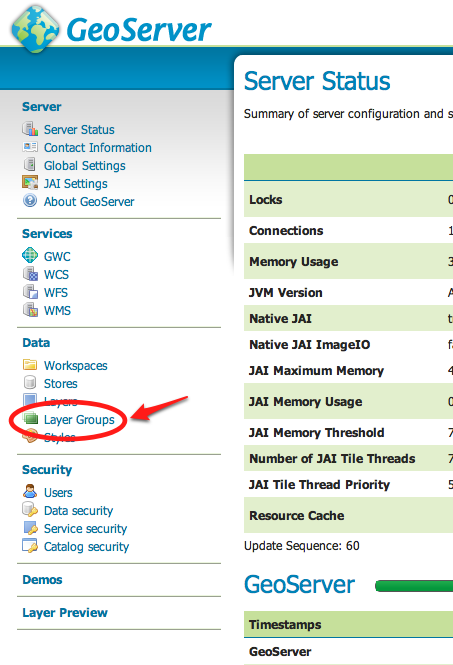 GeoServer
Server
Server Status
Contact Information
Global Settings
JAI Settings
About GeoServer
Services
GWC
WCS
WFS
WMS
Data
Workspaces
Stores
Layers
Layer Groups
Styles
Security
Users
Data security
Service security
Catalog security
Demos
Layer Preview
Server Status
Summary of server configuration and s
Locks 0
Connections 1
Memory Usage 3
JVM Version A
Native JAI t
Native JAI ImageIO fa
JAI Maximum Memory 4
JAI Memory Usage 0
JAI Memory Threshold 7
Number of JAI Tile Threads 7
JAI Tile Thread Priority 5
Resource Cache
Update Sequence: 60
GeoServer
Timestamps
GeoServer